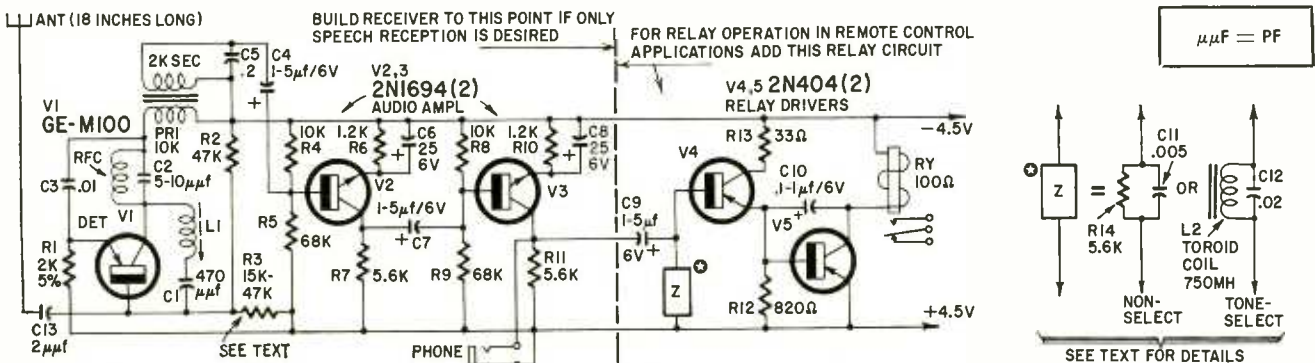 ANT (18 INCHES LONG)
BUILD RECEIVER TO THIS POINT IF ONLY
SPEECH RECEPTION IS DESIRED
FOR RELAY OPERATION IN REMOTE CONTROL
APPLICATIONS ADD THIS RELAY CIRCUIT
μμF = PF
2K SEC
C5
.2
C4
1-5μf/6V
+
V2,3
2N1694(2)
AUDIO AMPL
V4,5 2N404(2)
RELAY DRIVERS
V1
GE-M100
PRI
10K
RFC
C2
5-10μμf
C3
.01
DET
V1
L1
R1
2K
5%
470
μμf
C1
C13
2μμf
R2
47K
R3
15K-
47K
SEE TEXT
10K
R4
R5
68K
1.2K
R6
C6
25
6V
+
V2
1-5μf/6V
+
C7
R7
5.6K
10K
R8
R9
68K
1.2K
R10
C8
25
6V
+
V3
R11
5.6K
PHONE
C9
1-5μf
6V
+
V4
Z
R13
33Ω
C10
.1-1μf/6V
+
V5
R12
820Ω
RY
100Ω
-4.5V
+4.5V
Z
=
R14
5.6K
C11
.005
OR
C12
.02
L2
TOROID
COIL
750MH
NON-
SELECT
TONE-
SELECT
SEE TEXT FOR DETAILS